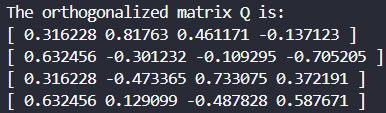 The orthogonalized matrix Q is:
[ 0.316228 0.81763 0.461171 -0.137123 ]
[ 0.632456 -0.301232 -0.109295 -0.705205 ]
[ 0.316228 -0.473365 0.733075 0.372191 ]
[ 0.632456 0.129099 -0.487828 0.587671 ]